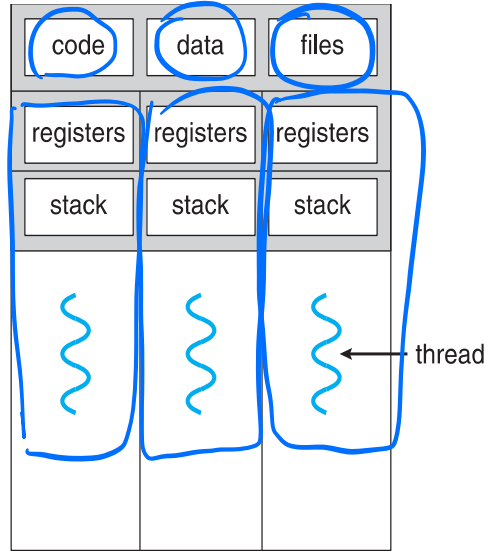 code data files
registers registers registers
stack stack stack
thread